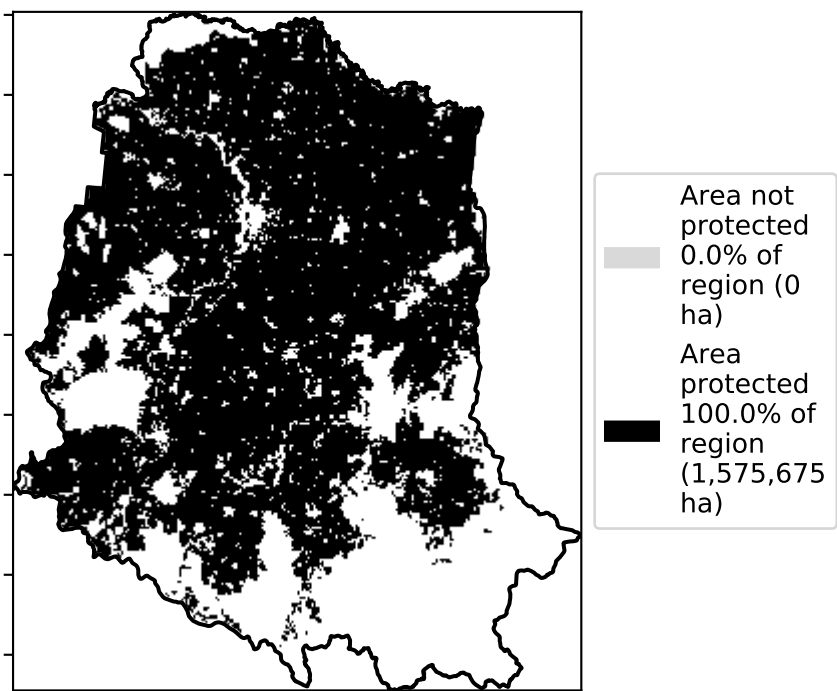 Area not
protected
0.0% of
region (0
ha)
Area
protected
100.0% of
region
(1,575,675
ha)